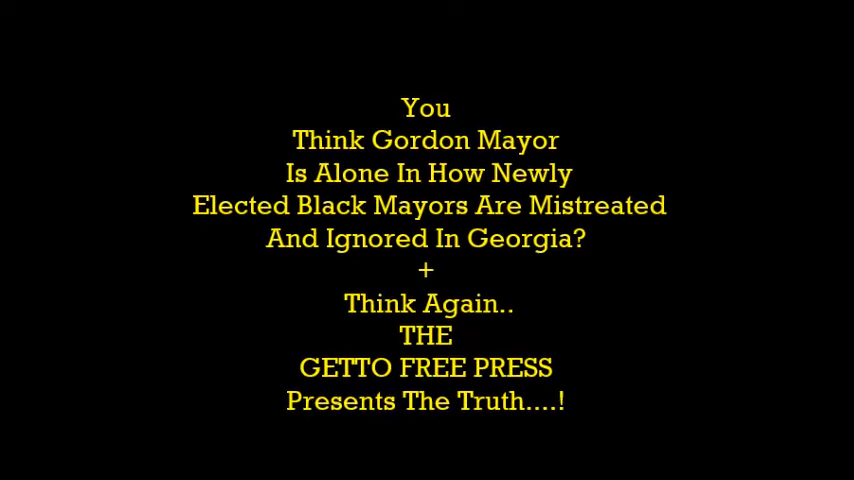 You
Think Gordon Mayor
Is Alone In How Newly
Elected Black Mayors Are Mistreated
And Ignored In Georgia?
+
Think Again..
THE
GETTO FREE PRESS
Presents The Truth....!